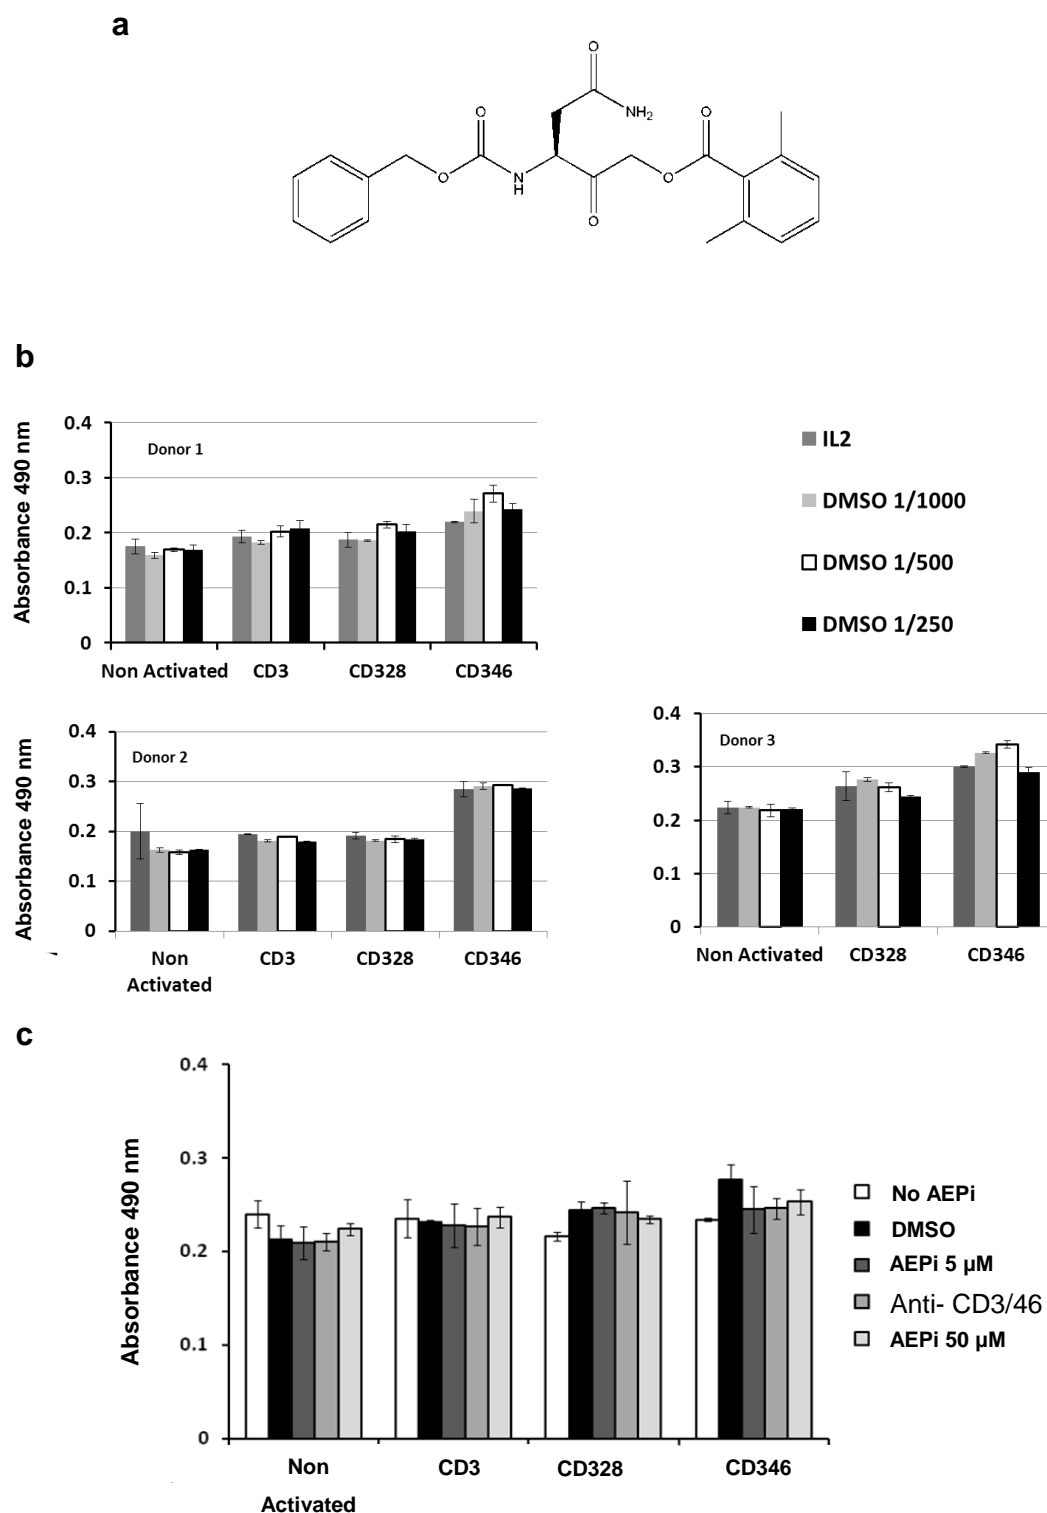 a
O
O
NH2
O
O
N
H
O
O
b
0.4
0.3
0.2
0.1
0
Absorbance 490 nm
Donor 1
Non Activated CD3 CD328 CD346
IL2
DMSO 1/1000
DMSO 1/500
DMSO 1/250
0.4
0.3
0.2
0.1
0
Absorbance 490 nm
Donor 2
Non CD3 CD328 CD346
Activated
0.4
0.3
0.2
0.1
0
Donor 3
Non Activated CD328 CD346
c
0.4
0.3
0.2
0.1
0
Absorbance 490 nm
Non CD3 CD328 CD346
Activated
No AEPi
DMSO
AEPi 5 µM
Anti- CD3/46
AEPi 50 µM